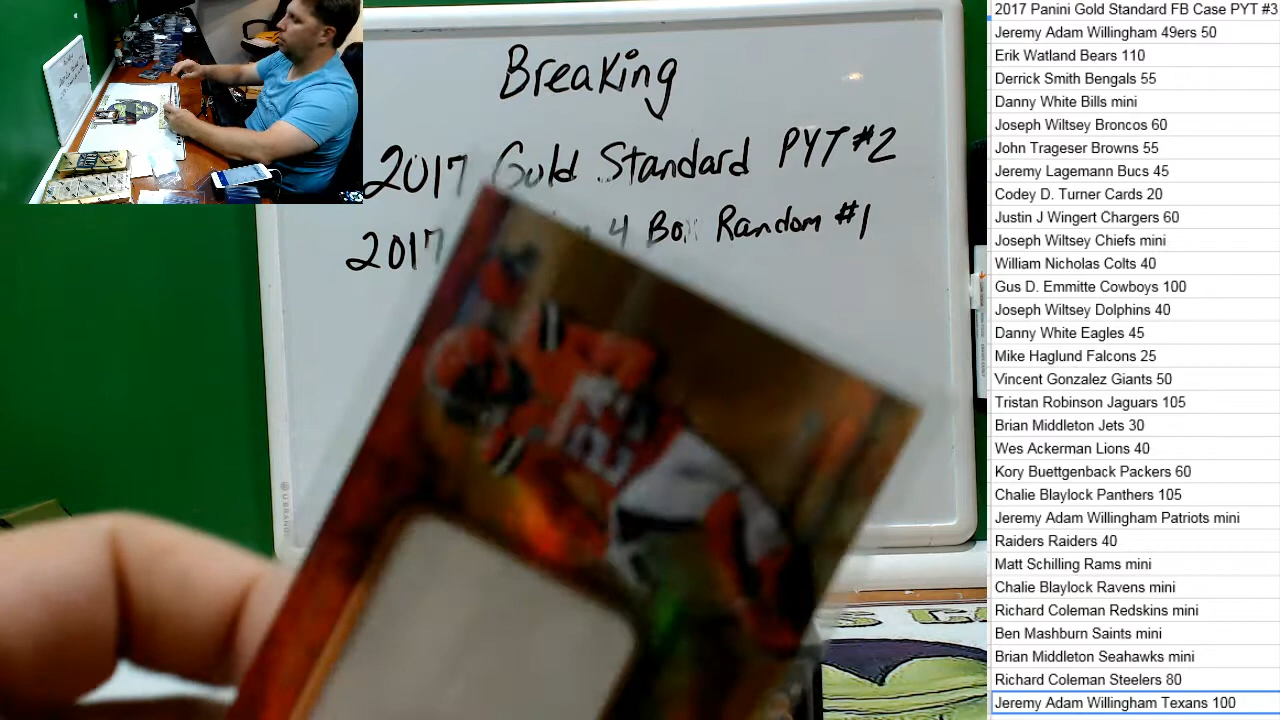 Breaking
2017 Gold Standard PYT #2
2017 4 Box Random #1
2017 Panini Gold Standard FB Case PYT #3
Jeremy Adam Willingham 49ers 50
Erik Watland Bears 110
Derrick Smith Bengals 55
Danny White Bills mini
Joseph Wiltsey Broncos 60
John Trageser Browns 55
Jeremy Lagemann Bucs 45
Codey D. Turner Cards 20
Justin J Wingert Chargers 60
Joseph Wiltsey Chiefs mini
William Nicholas Colts 40
Gus D. Emmitte Cowboys 100
Joseph Wiltsey Dolphins 40
Danny White Eagles 45
Mike Haglund Falcons 25
Vincent Gonzalez Giants 50
Tristan Robinson Jaguars 105
Brian Middleton Jets 30
Wes Ackerman Lions 40
Kory Buettgenback Packers 60
Chalie Blaylock Panthers 105
Jeremy Adam Willingham Patriots mini
Raiders Raiders 40
Matt Schilling Rams mini
Chalie Blaylock Ravens mini
Richard Coleman Redskins mini
Ben Mashburn Saints mini
Brian Middleton Seahawks mini
Richard Coleman Steelers 80
Jeremy Adam Willingham Texans 100